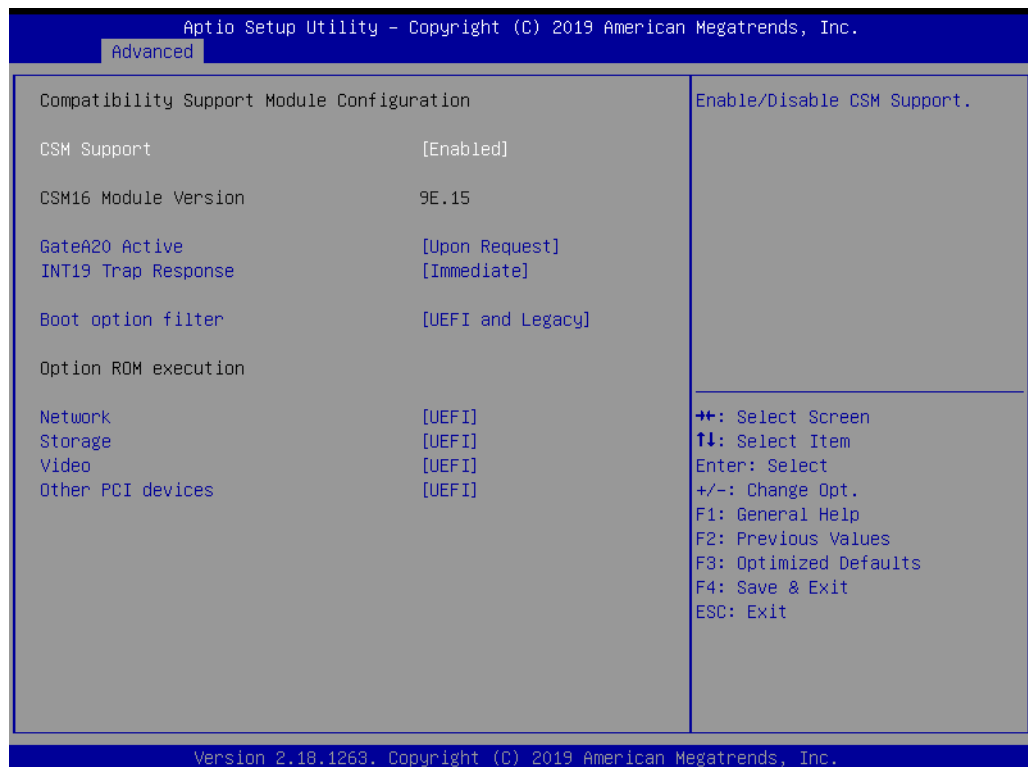 Aptio Setup Utility – Copyright (C) 2019 American Megatrends, Inc.
Advanced
Compatibility Support Module Configuration
Enable/Disable CSM Support.
CSM Support [Enabled]
CSM16 Module Version 9E.15
GateA20 Active [Upon Request]
INT19 Trap Response [Immediate]
Boot option filter [UEFI and Legacy]
Option ROM execution
Network [UEFI]
Storage [UEFI]
Video [UEFI]
Other PCI devices [UEFI]
→←: Select Screen
↑↓: Select Item
Enter: Select
+/-: Change Opt.
F1: General Help
F2: Previous Values
F3: Optimized Defaults
F4: Save & Exit
ESC: Exit
Version 2.18.1263. Copyright (C) 2019 American Megatrends, Inc.